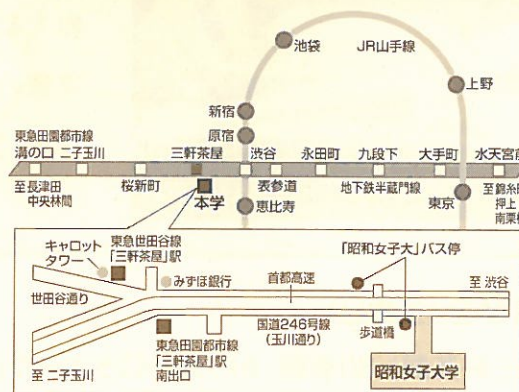 池袋
JR山手線
上野
新宿
原宿
東急田園都市線
溝の口 二子玉川
三軒茶屋
渋谷
永田町
九段下
大手町
水天宮前
至長津田
中央林間
桜新町
本学
表参道
地下鉄半蔵門線
恵比寿
東京
至錦糸
押上
キャロット
タワー
東急世田谷線
「三軒茶屋」駅
みずほ銀行
首都高速
「昭和女子大」バス停
至 渋谷
世田谷通り
国道246号線
(玉川通り)
歩道橋
至 二子玉川
東急田園都市線
「三軒茶屋」駅
南出口
昭和女子大学